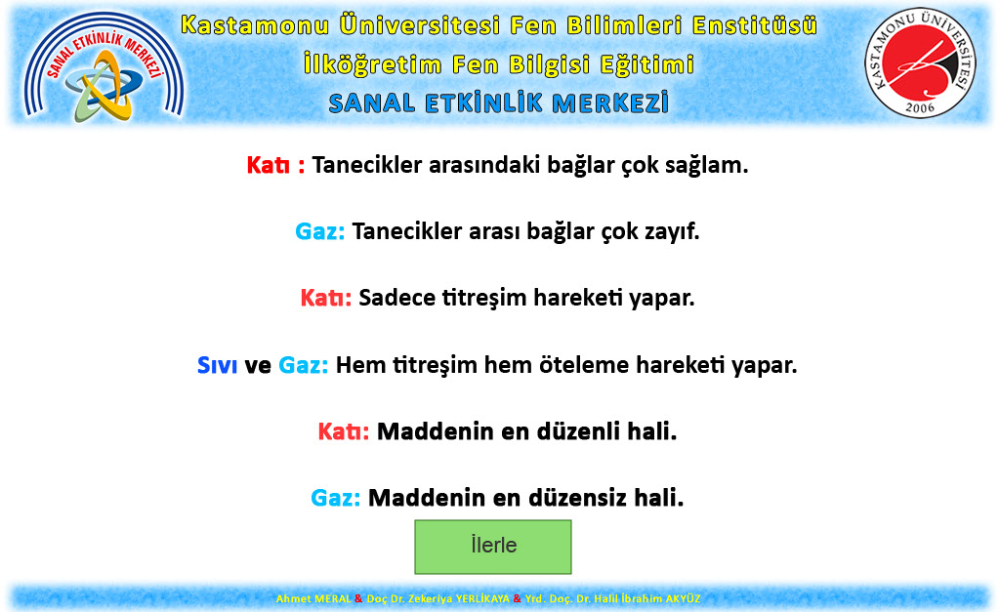 Kastamonu Üniversitesi Fen Bilimleri Enstitüsü
İlköğretim Fen Bilgisi Eğitimi
SANAL ETKİNLİK MERKEZİ
SANAL ETKİNLİK MERKEZİ
KASTAMONU ÜNİVERSİTESİ
2006
Katı : Tanecikler arasındaki bağlar çok sağlam.
Gaz: Tanecikler arası bağlar çok zayıf.
Katı: Sadece titreşim hareketi yapar.
Sıvı ve Gaz: Hem titreşim hem öteleme hareketi yapar.
Katı: Maddenin en düzenli hali.
Gaz: Maddenin en düzensiz hali.
İlerle
Ahmet MERAL & Doç Dr. Zekeriya YERLİKAYA & Yrd. Doç. Dr. Halil İbrahim AKYÜZ